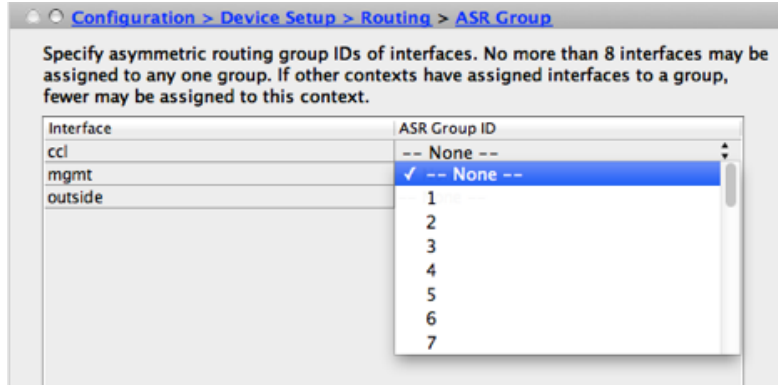 Configuration > Device Setup > Routing > ASR Group
Specify asymmetric routing group IDs of interfaces. No more than 8 interfaces may be
assigned to any one group. If other contexts have assigned interfaces to a group,
fewer may be assigned to this context.
Interface ASR Group ID
ccl -- None --
mgmt ✓ -- None --
outside 1
2
3
4
5
6
7